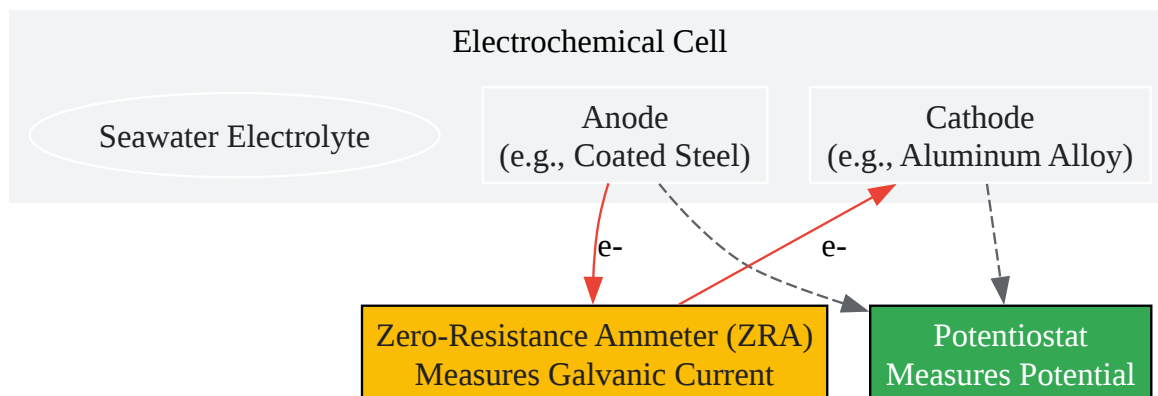 Electrochemical Cell
Seawater Electrolyte
Anode
(e.g., Coated Steel)
Cathode
(e.g., Aluminum Alloy)
e-
e-
Zero-Resistance Ammeter (ZRA)
Measures Galvanic Current
Potentiostat
Measures Potential